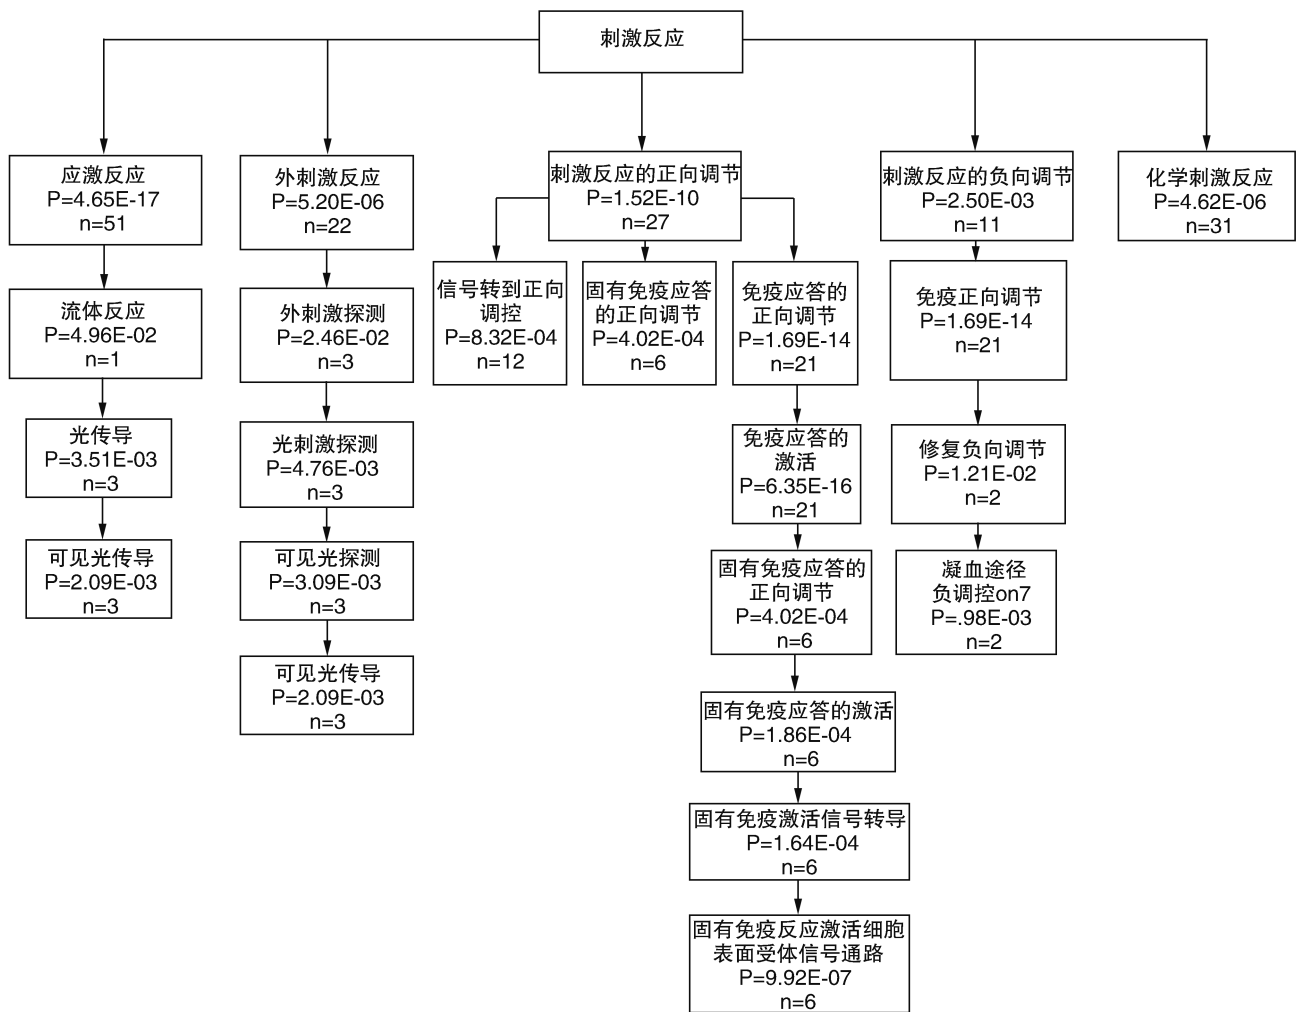 刺激反应
应激反应
P=4.65E-17
n=51
流体反应
P=4.96E-02
n=1
光传导
P=3.51E-03
n=3
可见光传导
P=2.09E-03
n=3
外刺激反应
P=5.20E-06
n=22
外刺激探测
P=2.46E-02
n=3
光刺激探测
P=4.76E-03
n=3
可见光探测
P=3.09E-03
n=3
可见光传导
P=2.09E-03
n=3
刺激反应的正向调节
P=1.52E-10
n=27
信号转到正向
调控
P=8.32E-04
n=12
固有免疫应答
的正向调节
P=4.02E-04
n=6
免疫应答的
正向调节
P=1.69E-14
n=21
免疫应答的
激活
P=6.35E-16
n=21
固有免疫应答的
正向调节
P=4.02E-04
n=6
固有免疫应答的激活
P=1.86E-04
n=6
固有免疫激活信号转导
P=1.64E-04
n=6
固有免疫反应激活细胞
表面受体信号通路
P=9.92E-07
n=6
刺激反应的负向调节
P=2.50E-03
n=11
免疫正向调节
P=1.69E-14
n=21
修复负向调节
P=1.21E-02
n=2
凝血途径
负调控on7
P=.98E-03
n=2
化学刺激反应
P=4.62E-06
n=31